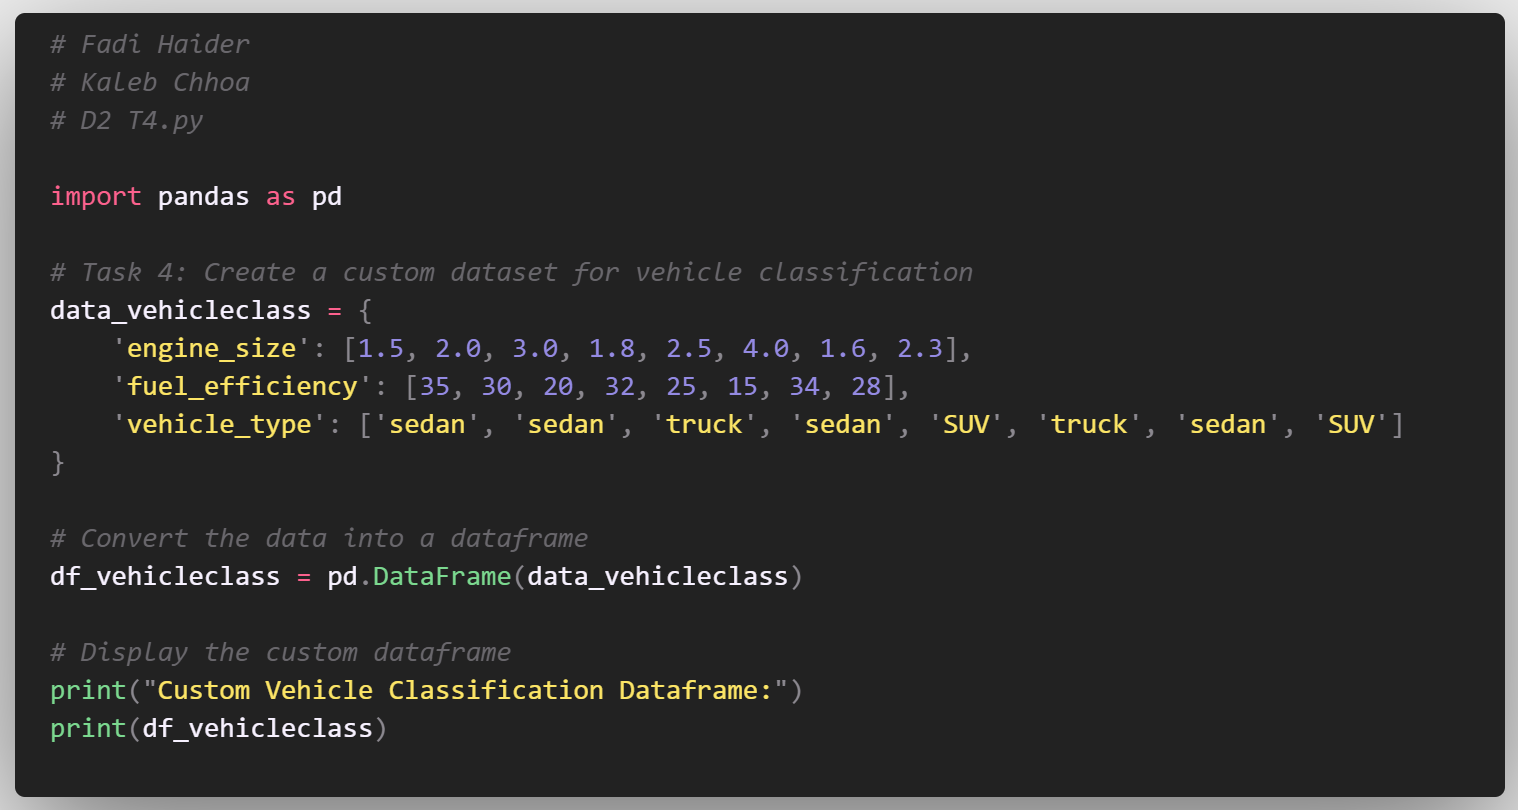 # Fadi Haider
# Kaleb Chhoa
# D2 T4.py

import pandas as pd

# Task 4: Create a custom dataset for vehicle classification
data_vehicleclass = {
    'engine_size': [1.5, 2.0, 3.0, 1.8, 2.5, 4.0, 1.6, 2.3],
    'fuel_efficiency': [35, 30, 20, 32, 25, 15, 34, 28],
    'vehicle_type': ['sedan', 'sedan', 'truck', 'sedan', 'SUV', 'truck', 'sedan', 'SUV']
}

# Convert the data into a dataframe
df_vehicleclass = pd.DataFrame(data_vehicleclass)

# Display the custom dataframe
print("Custom Vehicle Classification Dataframe:")
print(df_vehicleclass)